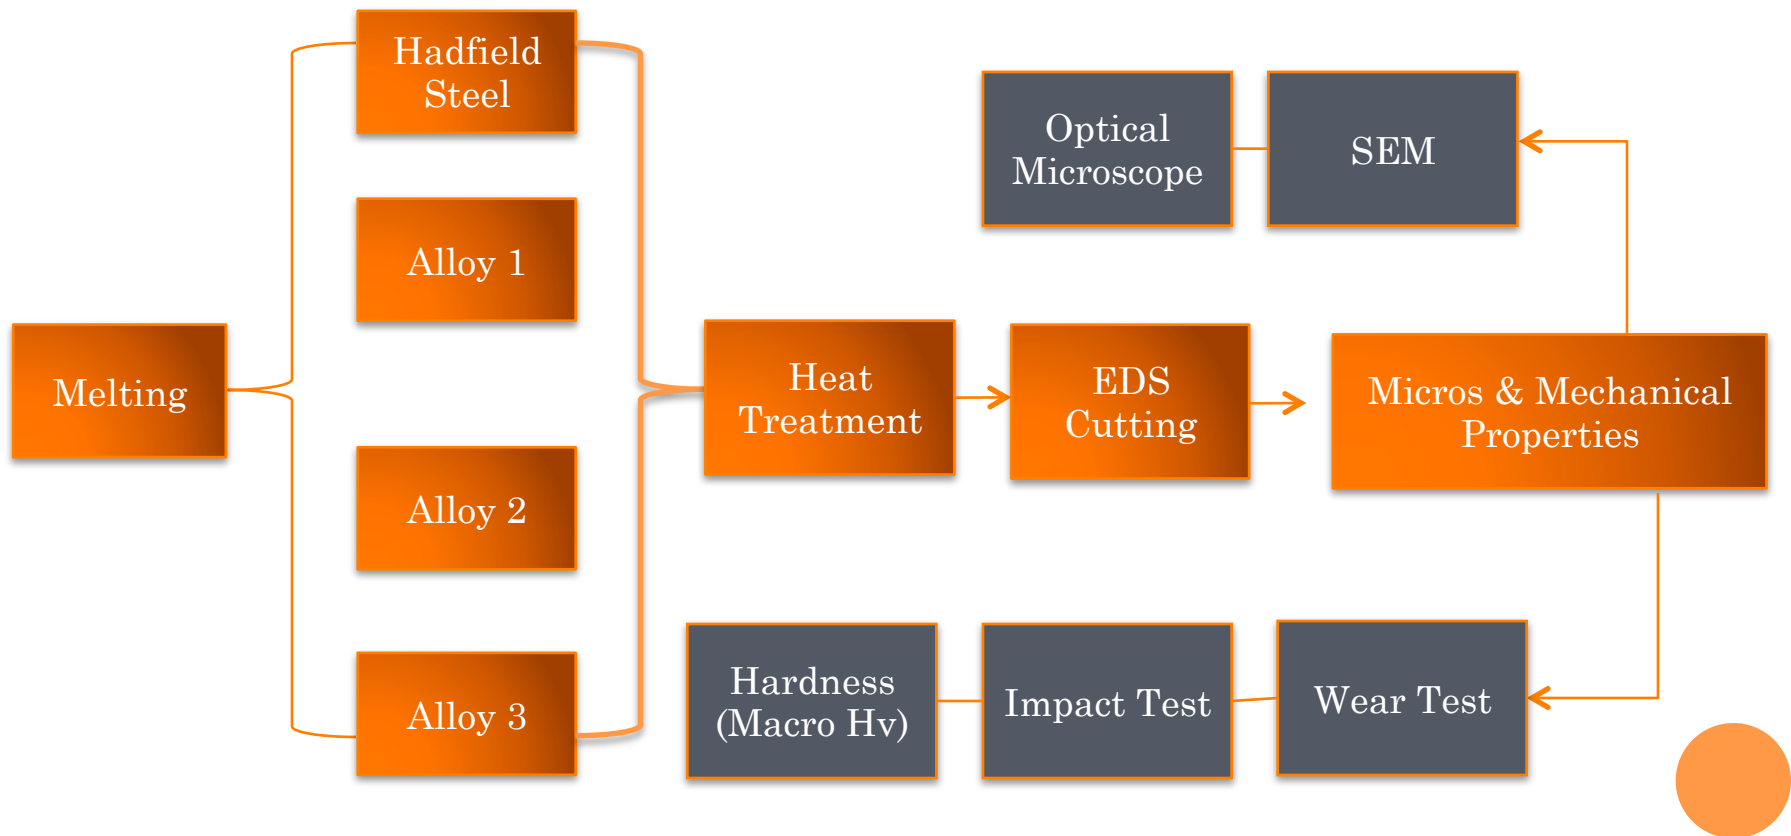 Melting
Hadfield
Steel
Alloy 1
Alloy 2
Alloy 3
Heat
Treatment
EDS
Cutting
Micros & Mechanical
Properties
Optical
Microscope
SEM
Hardness
(Macro Hv)
Impact Test
Wear Test